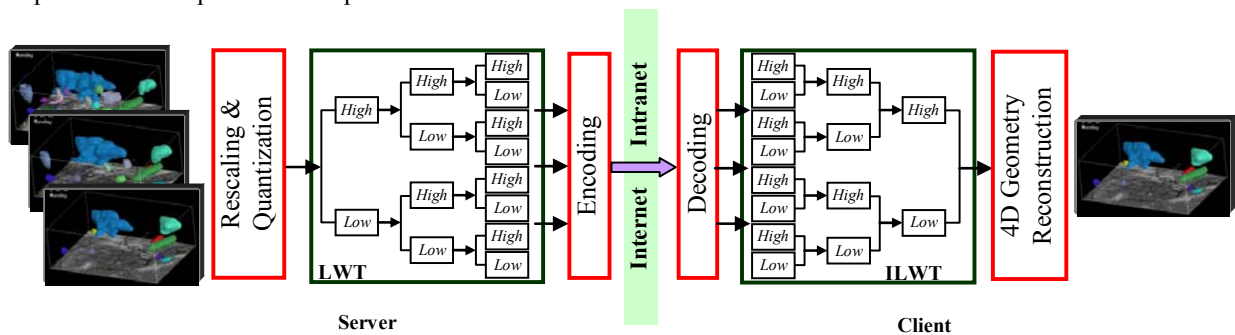 Rescaling &
Quantization
High
Low
High
Low
High
Low
High
Low
High
Low
High
Low
High
Low
LWT
Encoding
Internet Intranet
Decoding
High
Low
High
Low
High
Low
High
Low
High
Low
High
Low
High
Low
ILWT
4D Geometry
Reconstruction
Server
Client